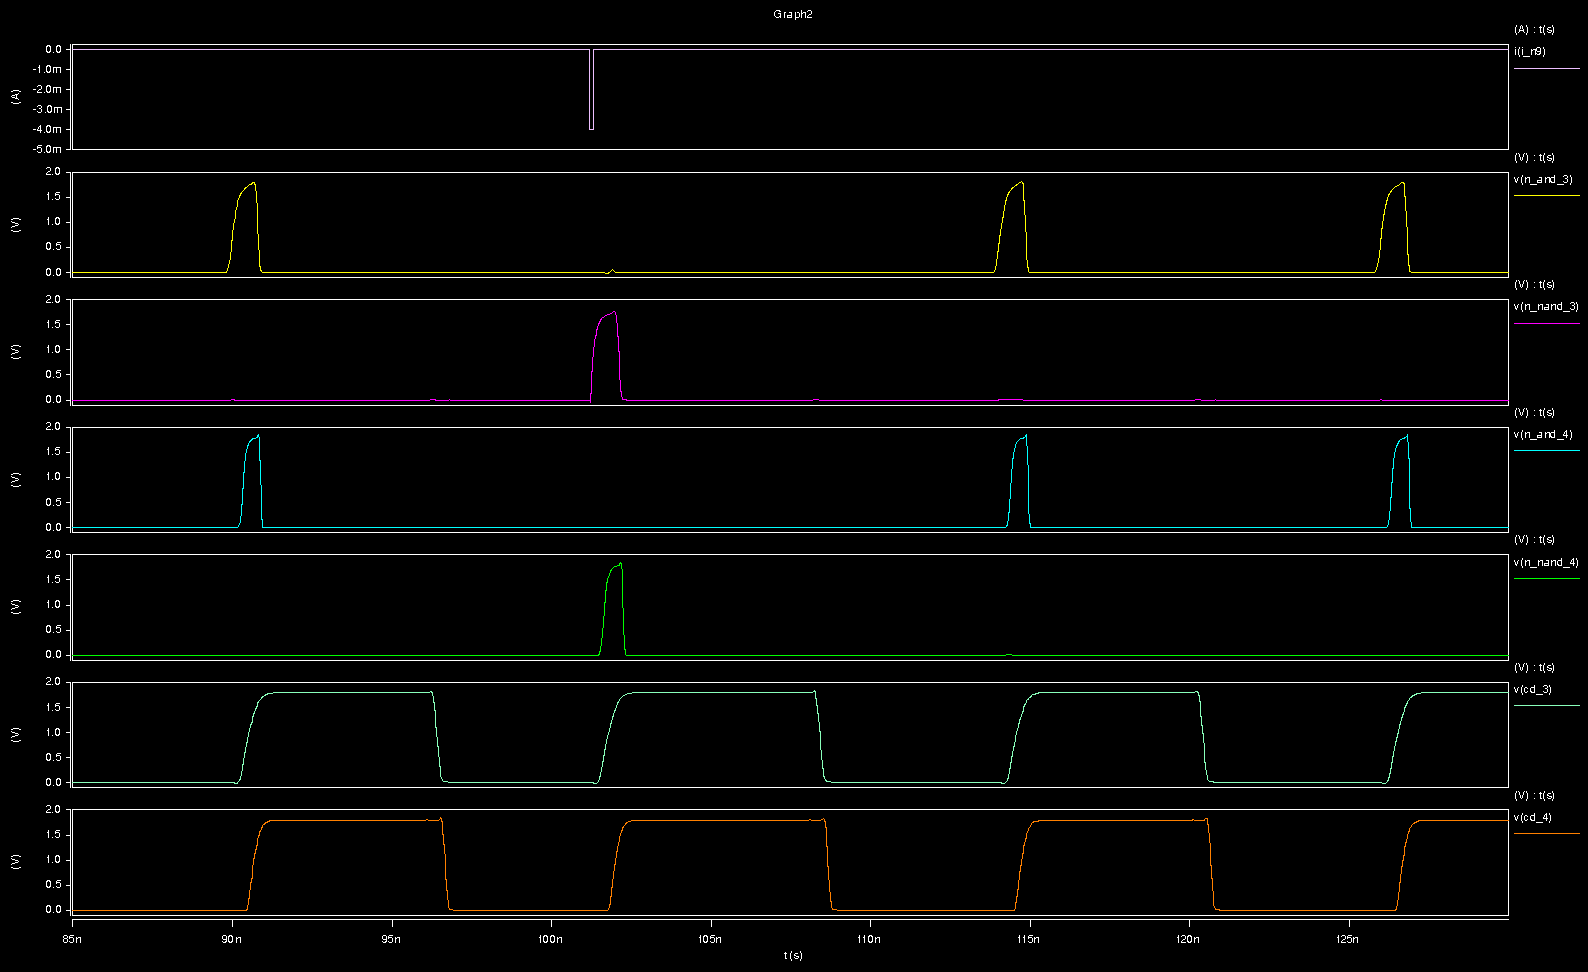 Graph2
(A) : t(s)
i(i_n9)
0.0
-1.0m
-2.0m
-3.0m
-4.0m
-5.0m
(A)
(V) : t(s)
v(n_and_3)
2.0
1.5
1.0
0.5
0.0
(V)
(V) : t(s)
v(n_nand_3)
2.0
1.5
1.0
0.5
0.0
(V)
(V) : t(s)
v(n_and_4)
2.0
1.5
1.0
0.5
0.0
(V)
(V) : t(s)
v(n_nand_4)
2.0
1.5
1.0
0.5
0.0
(V)
(V) : t(s)
v(cd_3)
2.0
1.5
1.0
0.5
0.0
(V)
(V) : t(s)
v(cd_4)
2.0
1.5
1.0
0.5
0.0
(V)
85n 90n 95n 100n 105n 110n 115n 120n 125n
t(s)